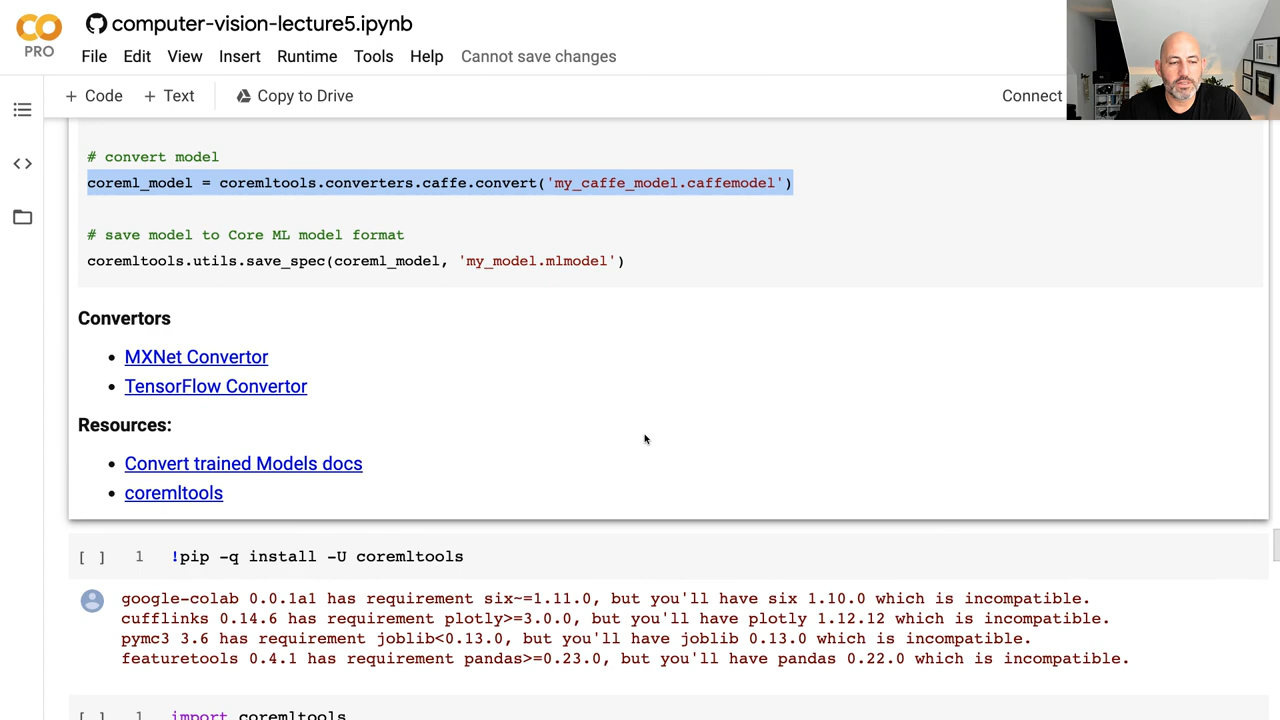 CO
PRO
computer-vision-lecture5.ipynb
File Edit View Insert Runtime Tools Help Cannot save changes
+ Code + Text Copy to Drive Connect
# convert model
coreml_model = coremltools.converters.caffe.convert('my_caffe_model.caffemodel')
# save model to Core ML model format
coremltools.utils.save_spec(coreml_model, 'my_model.mlmodel')
Convertors
• MXNet Convertor
• TensorFlow Convertor
Resources:
• Convert trained Models docs
• coremltools
[ ] 1 !pip -q install -U coremltools
google-colab 0.0.1a1 has requirement six~=1.11.0, but you'll have six 1.10.0 which is incompatible.
cufflinks 0.14.6 has requirement plotly>=3.0.0, but you'll have plotly 1.12.12 which is incompatible.
pymc3 3.6 has requirement joblib<0.13.0, but you'll have joblib 0.13.0 which is incompatible.
featuretools 0.4.1 has requirement pandas>=0.23.0, but you'll have pandas 0.22.0 which is incompatible.
[ ] 1 import coremltools